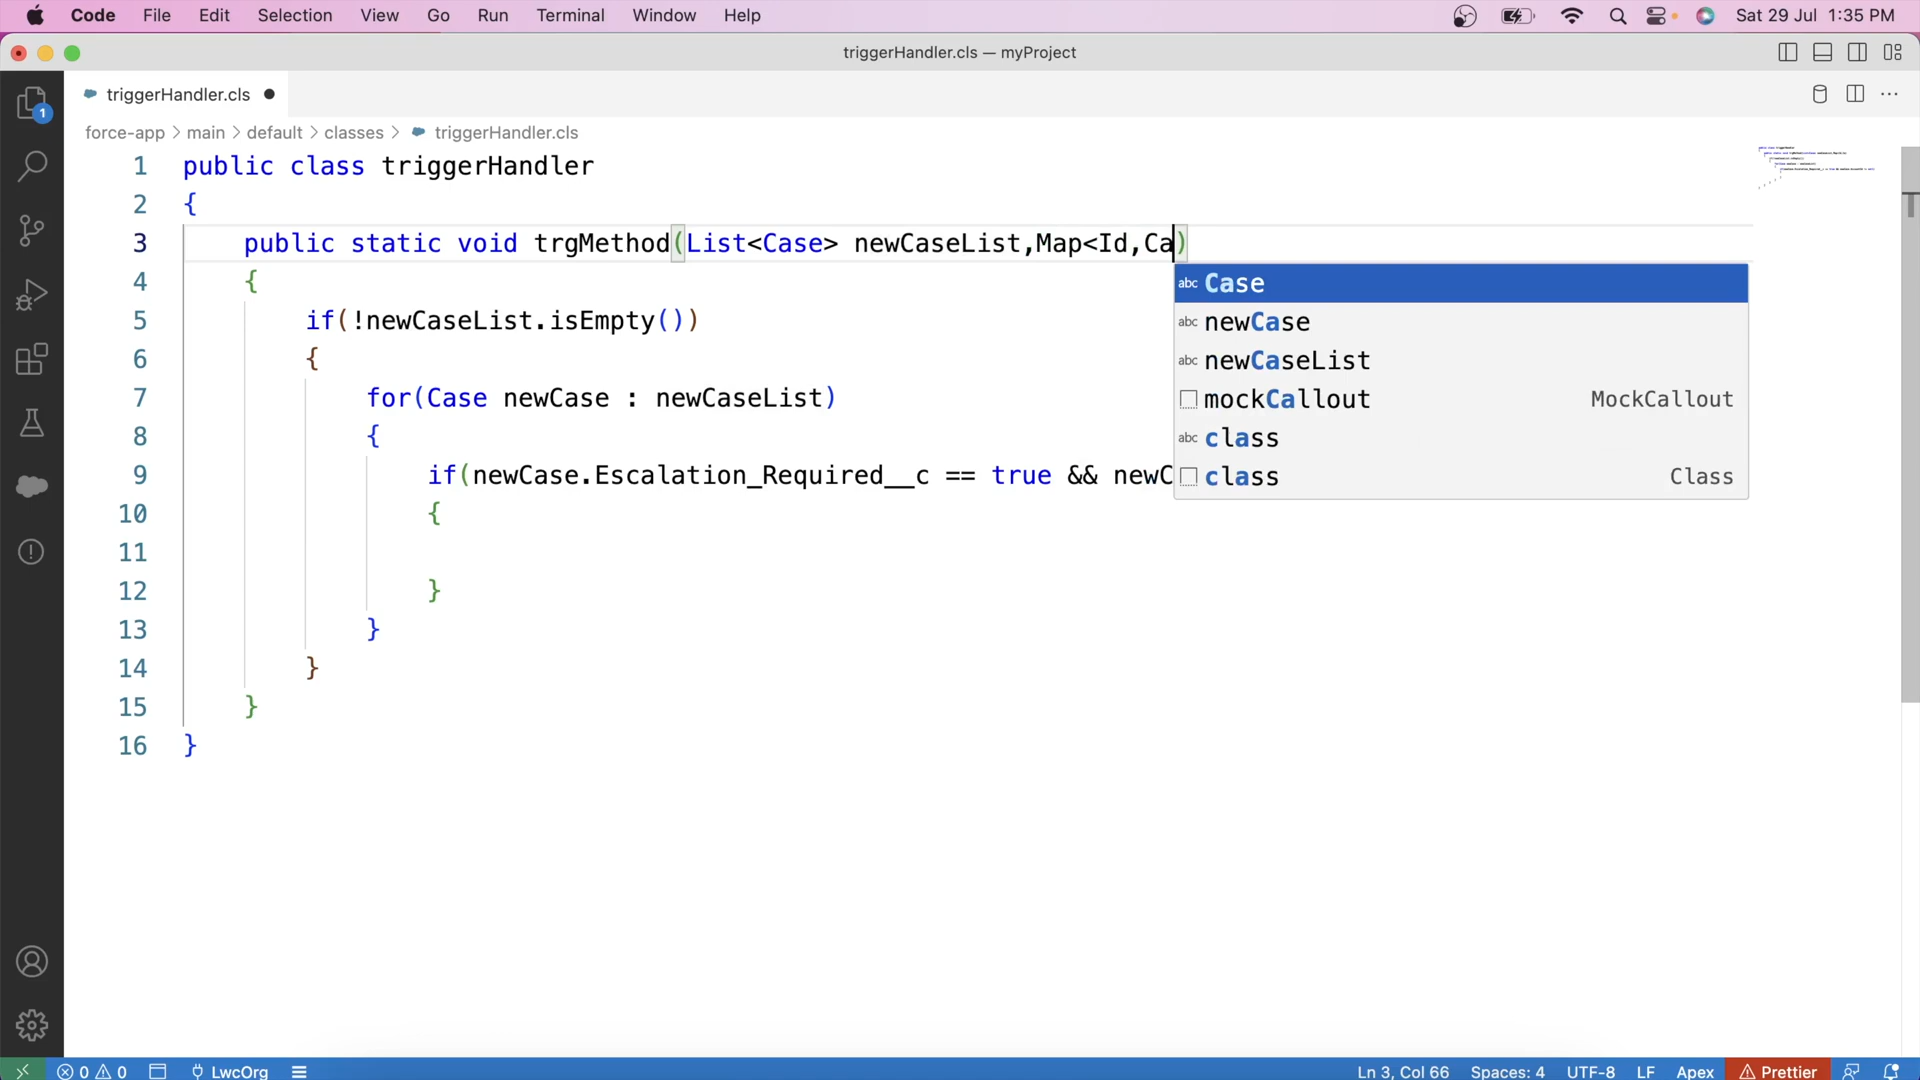 Code File Edit Selection View Go Run Terminal Window Help Sat 29 Jul 1:35 PM
triggerHandler.cls — myProject
triggerHandler.cls
force-app > main > default > classes > triggerHandler.cls
1 public class triggerHandler
2 {
3 public static void trgMethod(List<Case> newCaseList,Map<Id,Ca)
4 {
abc Case
5 if(!newCaseList.isEmpty())
abc newCase
6 {
abc newCaseList
7 for(Case newCase : newCaseList)
mockCallout MockCallout
8 {
abc class
9 if(newCase.Escalation_Required__c == true && newC
class Class
10 {
11
12 }
13 }
14 }
15 }
16 }
1
0 0 LwcOrg Ln 3, Col 66 Spaces: 4 UTF-8 LF Apex Prettier